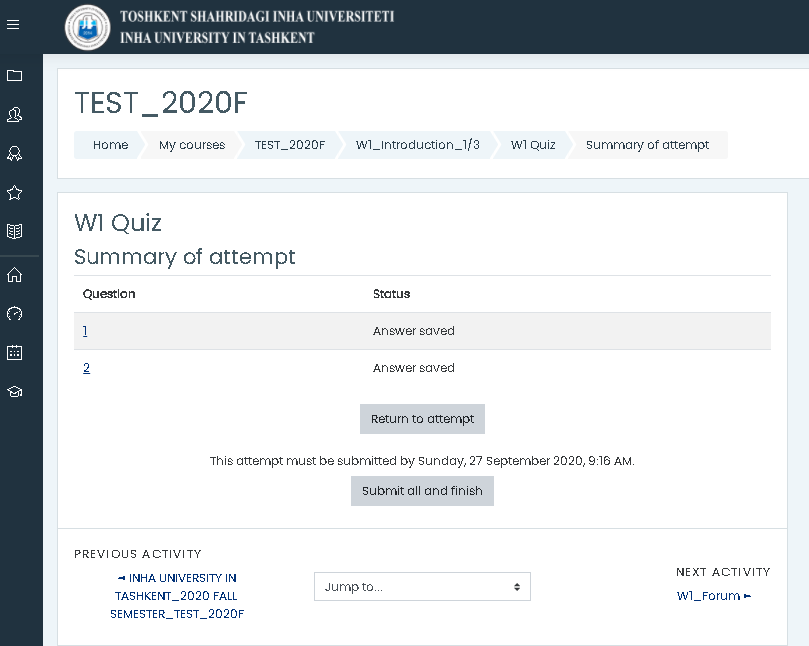 TOSHKENT SHAHRIDAGI INHA UNIVERSITETI
INHA UNIVERSITY IN TASHKENT
TEST_2020F
Home My courses TEST_2020F W1_Introduction_1/3 W1 Quiz Summary of attempt
W1 Quiz
Summary of attempt
Question Status
1 Answer saved
2 Answer saved
Return to attempt
This attempt must be submitted by Sunday, 27 September 2020, 9:16 AM.
Submit all and finish
PREVIOUS ACTIVITY
◄ INHA UNIVERSITY IN
TASHKENT_2020 FALL
SEMESTER_TEST_2020F
Jump to...
NEXT ACTIVITY
W1_Forum ►